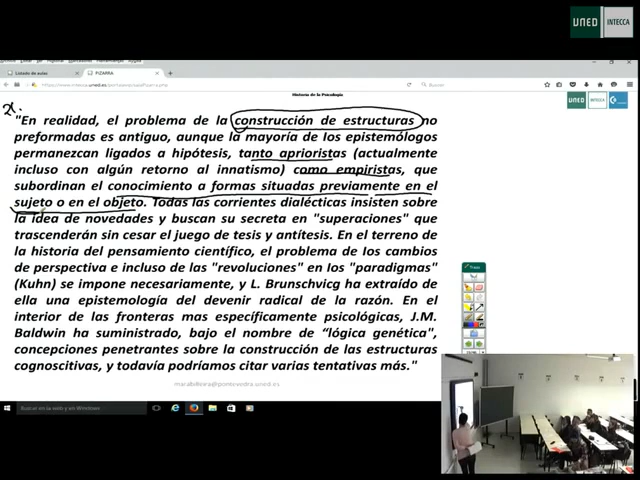 UNED INTECCA
Listado de aulas
PIZARRA
Buscar
Historia de la Psicología
UNED INTECCA
"En realidad, el problema de la construcción de estructuras no
preformadas es antiguo, aunque la mayoría de los epistemólogos
permanezcan ligados a hipótesis, tanto aprioristas (actualmente
incluso con algún retorno al innatismo) como empiristas, que
subordinan el conocimiento a formas situadas previamente en el
sujeto o en el objeto. Todas las corrientes dialécticas insisten sobre
la idea de novedades y buscan su secreta en "superaciones" que
trascenderán sin cesar el juego de tesis y antítesis. En el terreno de
la historia del pensamiento científico, el problema de los cambios
de perspectiva e incluso de las "revoluciones" en los "paradigmas"
(Kuhn) se impone necesariamente, y L. Brunschvicg ha extraído de
ella una epistemología del devenir radical de la razón. En el
interior de las fronteras mas específicamente psicológicas, J.M.
Baldwin ha suministrado, bajo el nombre de “lógica genética",
concepciones penetrantes sobre la construcción de las estructuras
cognoscitivas, y todavía podríamos citar varias tentativas más."
Buscar en la web y en Windows